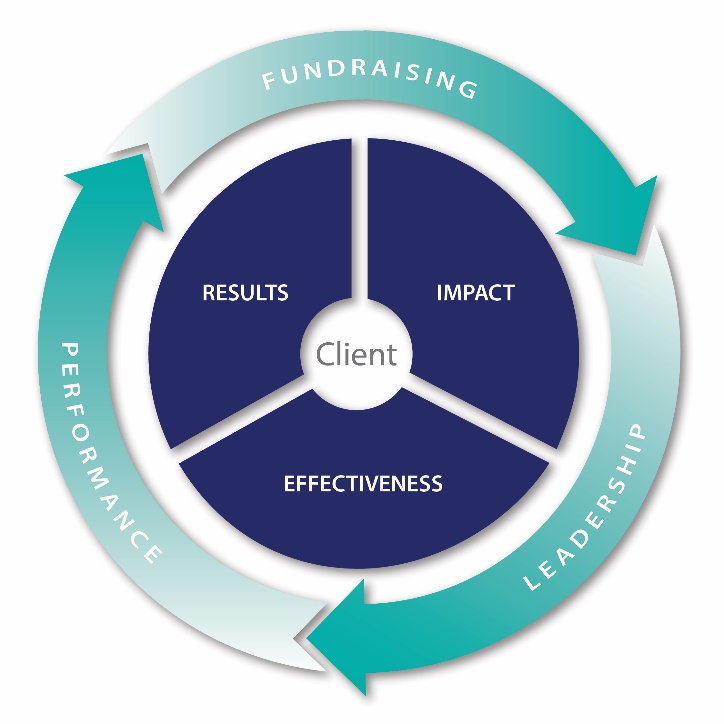 FUNDRAISING
RESULTS
IMPACT
Client
PERFORMANCE
LEADERSHIP
EFFECTIVENESS